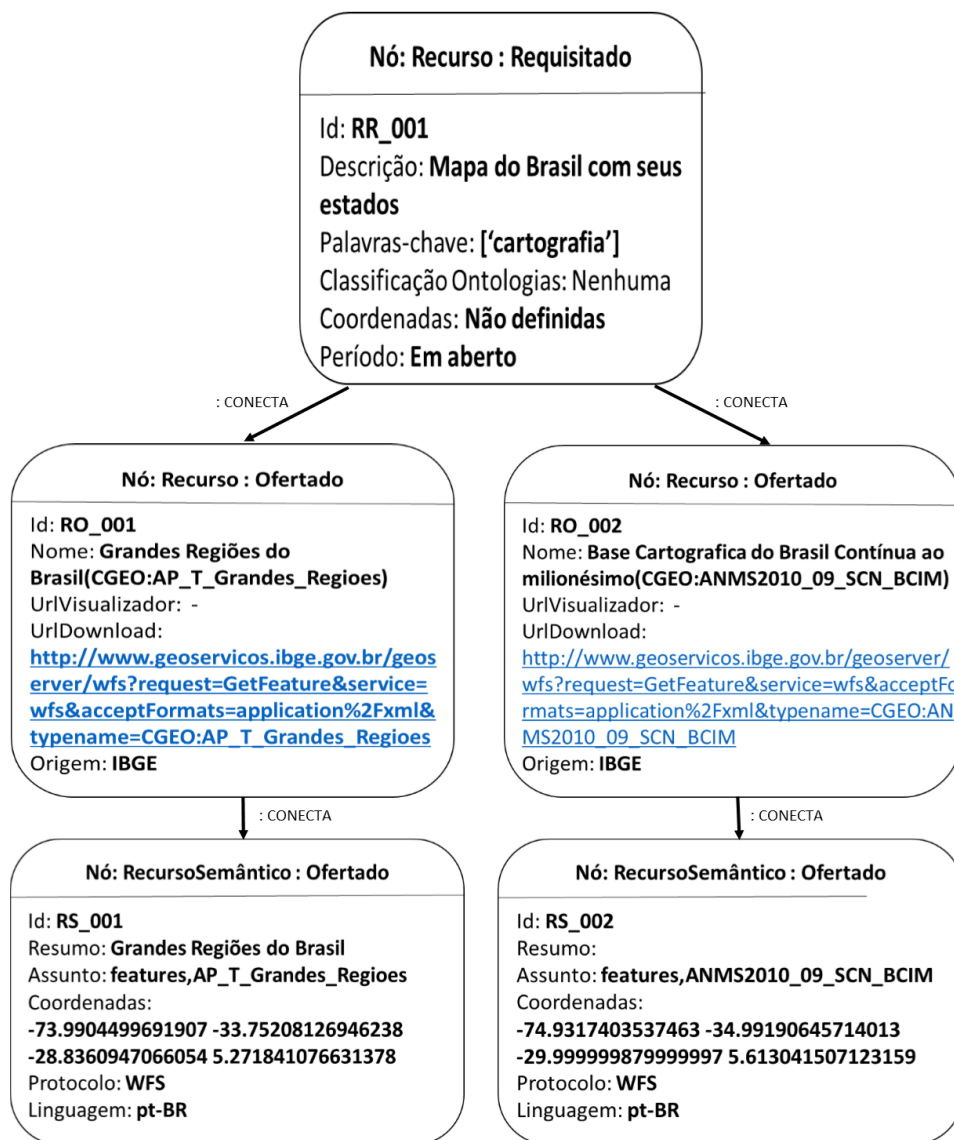 Nó: Recurso : Requisitado
Id: RR_001
Descrição: Mapa do Brasil com seus
estados
Palavras-chave: [‘cartografia’]
Classificação Ontologias: Nenhuma
Coordenadas: Não definidas
Período: Em aberto
: CONECTA
: CONECTA
Nó: Recurso : Ofertado
Id: RO_001
Nome: Grandes Regiões do
Brasil(CGEO:AP_T_Grandes_Regioes)
UrlVisualizador: -
UrlDownload:
http://www.geoservicos.ibge.gov.br/geos
erver/wfs?request=GetFeature&service=
wfs&acceptFormats=application%2Fxml&
typename=CGEO:AP_T_Grandes_Regioes
Origem: IBGE
Nó: Recurso : Ofertado
Id: RO_002
Nome: Base Cartografica do Brasil Contínua ao
milionésimo(CGEO:ANMS2010_09_SCN_BCIM)
UrlVisualizador: -
UrlDownload:
http://www.geoservicos.ibge.gov.br/geoserver/
wfs?request=GetFeature&service=wfs&acceptFo
rmats=application%2Fxml&typename=CGEO:AN
MS2010_09_SCN_BCIM
Origem: IBGE
: CONECTA
: CONECTA
Nó: RecursoSemântico : Ofertado
Id: RS_001
Resumo: Grandes Regiões do Brasil
Assunto: features,AP_T_Grandes_Regioes
Coordenadas:
-73.9904499691907 -33.75208126946238
-28.8360947066054 5.271841076631378
Protocolo: WFS
Linguagem: pt-BR
Nó: RecursoSemântico : Ofertado
Id: RS_002
Resumo:
Assunto: features,ANMS2010_09_SCN_BCIM
Coordenadas:
-74.9317403537463 -34.99190645714013
-29.999999879999997 5.613041507123159
Protocolo: WFS
Linguagem: pt-BR